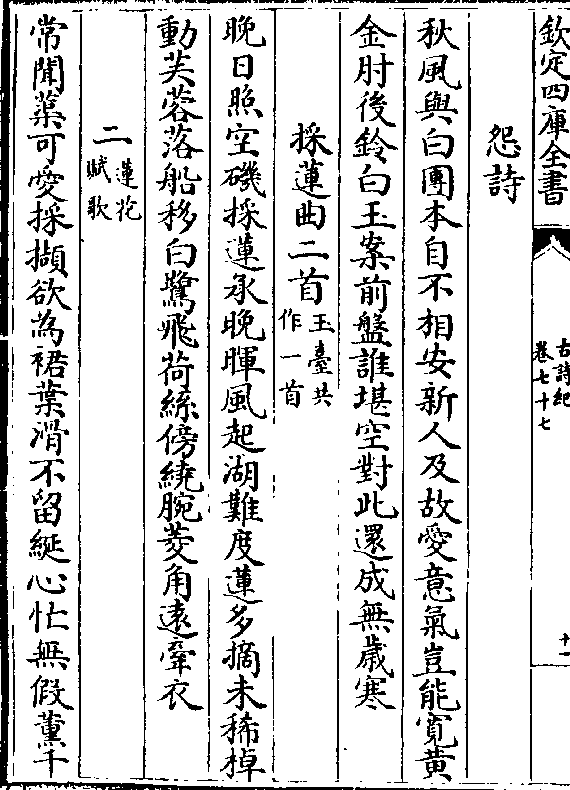 欽定四庫全書
古詩紀
卷七十七
十一
怨詩
秋風與白團本自不相安新人及故愛意氣豈能寬黄
金肘後鈴白玉案前盤誰堪空對此還成無歳寒
採蓮曲二首玉臺共作一首
晚日照空磯採蓮承晚暉風起湖難度蓮多摘未稀棹
動芙蓉落船移白鷺飛荷絲傍繞腕菱角遠牽衣
二蓮花賦歌
常聞蕖可愛採擷欲為裙葉滑不留綖心忙無假薰千